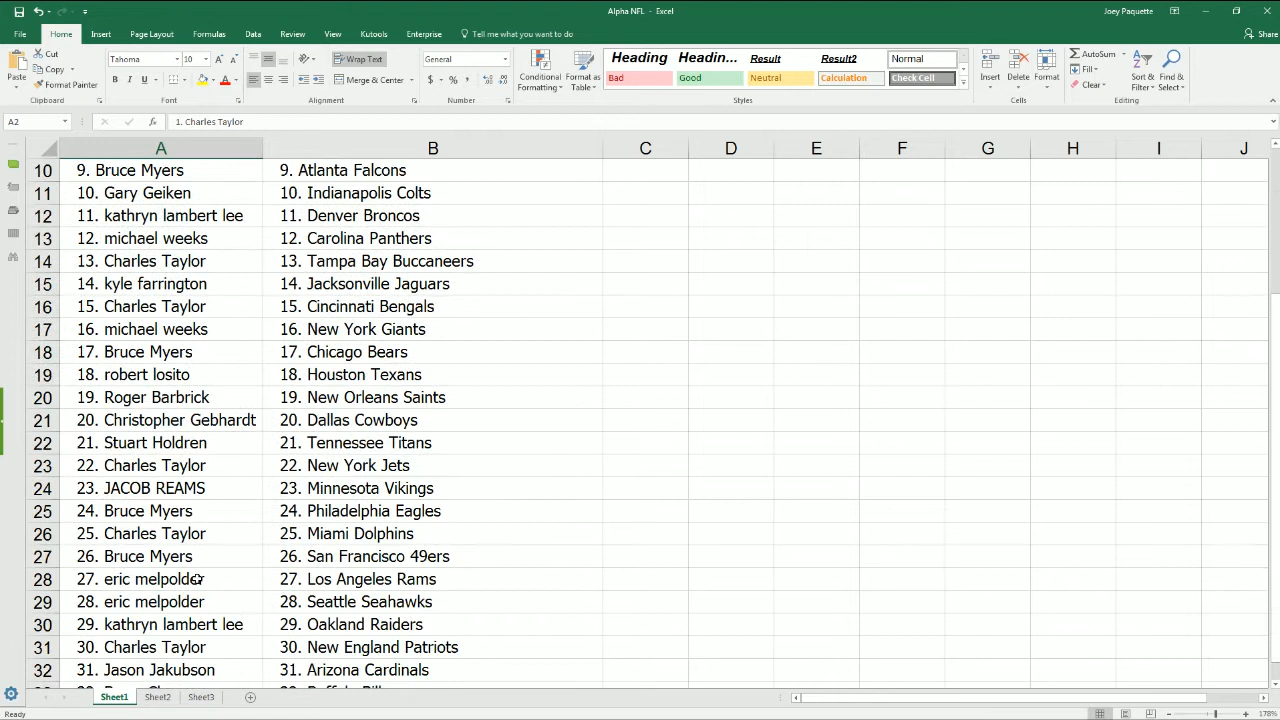 Alpha NFL - Excel
Joey Paquette
File Home Insert Page Layout Formulas Data Review View Kutools Enterprise Tell me what you want to do... Share
Paste
Cut
Copy
Format Painter
Clipboard
Tahoma 10
B I U
Font
Wrap Text
Merge & Center
Alignment
General
$ % ,
Number
Conditional Formatting
Format as Table
Heading Headin... Result Result2 Normal
Bad Good Neutral Calculation Check Cell
Styles
Insert Delete Format
Cells
AutoSum
Fill
Clear
Sort & Filter
Find & Select
Editing
A2 fx 1. Charles Taylor
A B C D E F G H I J
10 9. Bruce Myers 9. Atlanta Falcons
11 10. Gary Geiken 10. Indianapolis Colts
12 11. kathryn lambert lee 11. Denver Broncos
13 12. michael weeks 12. Carolina Panthers
14 13. Charles Taylor 13. Tampa Bay Buccaneers
15 14. kyle farrington 14. Jacksonville Jaguars
16 15. Charles Taylor 15. Cincinnati Bengals
17 16. michael weeks 16. New York Giants
18 17. Bruce Myers 17. Chicago Bears
19 18. robert losito 18. Houston Texans
20 19. Roger Barbrick 19. New Orleans Saints
21 20. Christopher Gebhardt 20. Dallas Cowboys
22 21. Stuart Holdren 21. Tennessee Titans
23 22. Charles Taylor 22. New York Jets
24 23. JACOB REAMS 23. Minnesota Vikings
25 24. Bruce Myers 24. Philadelphia Eagles
26 25. Charles Taylor 25. Miami Dolphins
27 26. Bruce Myers 26. San Francisco 49ers
28 27. eric melpolder 27. Los Angeles Rams
29 28. eric melpolder 28. Seattle Seahawks
30 29. kathryn lambert lee 29. Oakland Raiders
31 30. Charles Taylor 30. New England Patriots
32 31. Jason Jakubson 31. Arizona Cardinals
Sheet1 Sheet2 Sheet3
Ready
178%